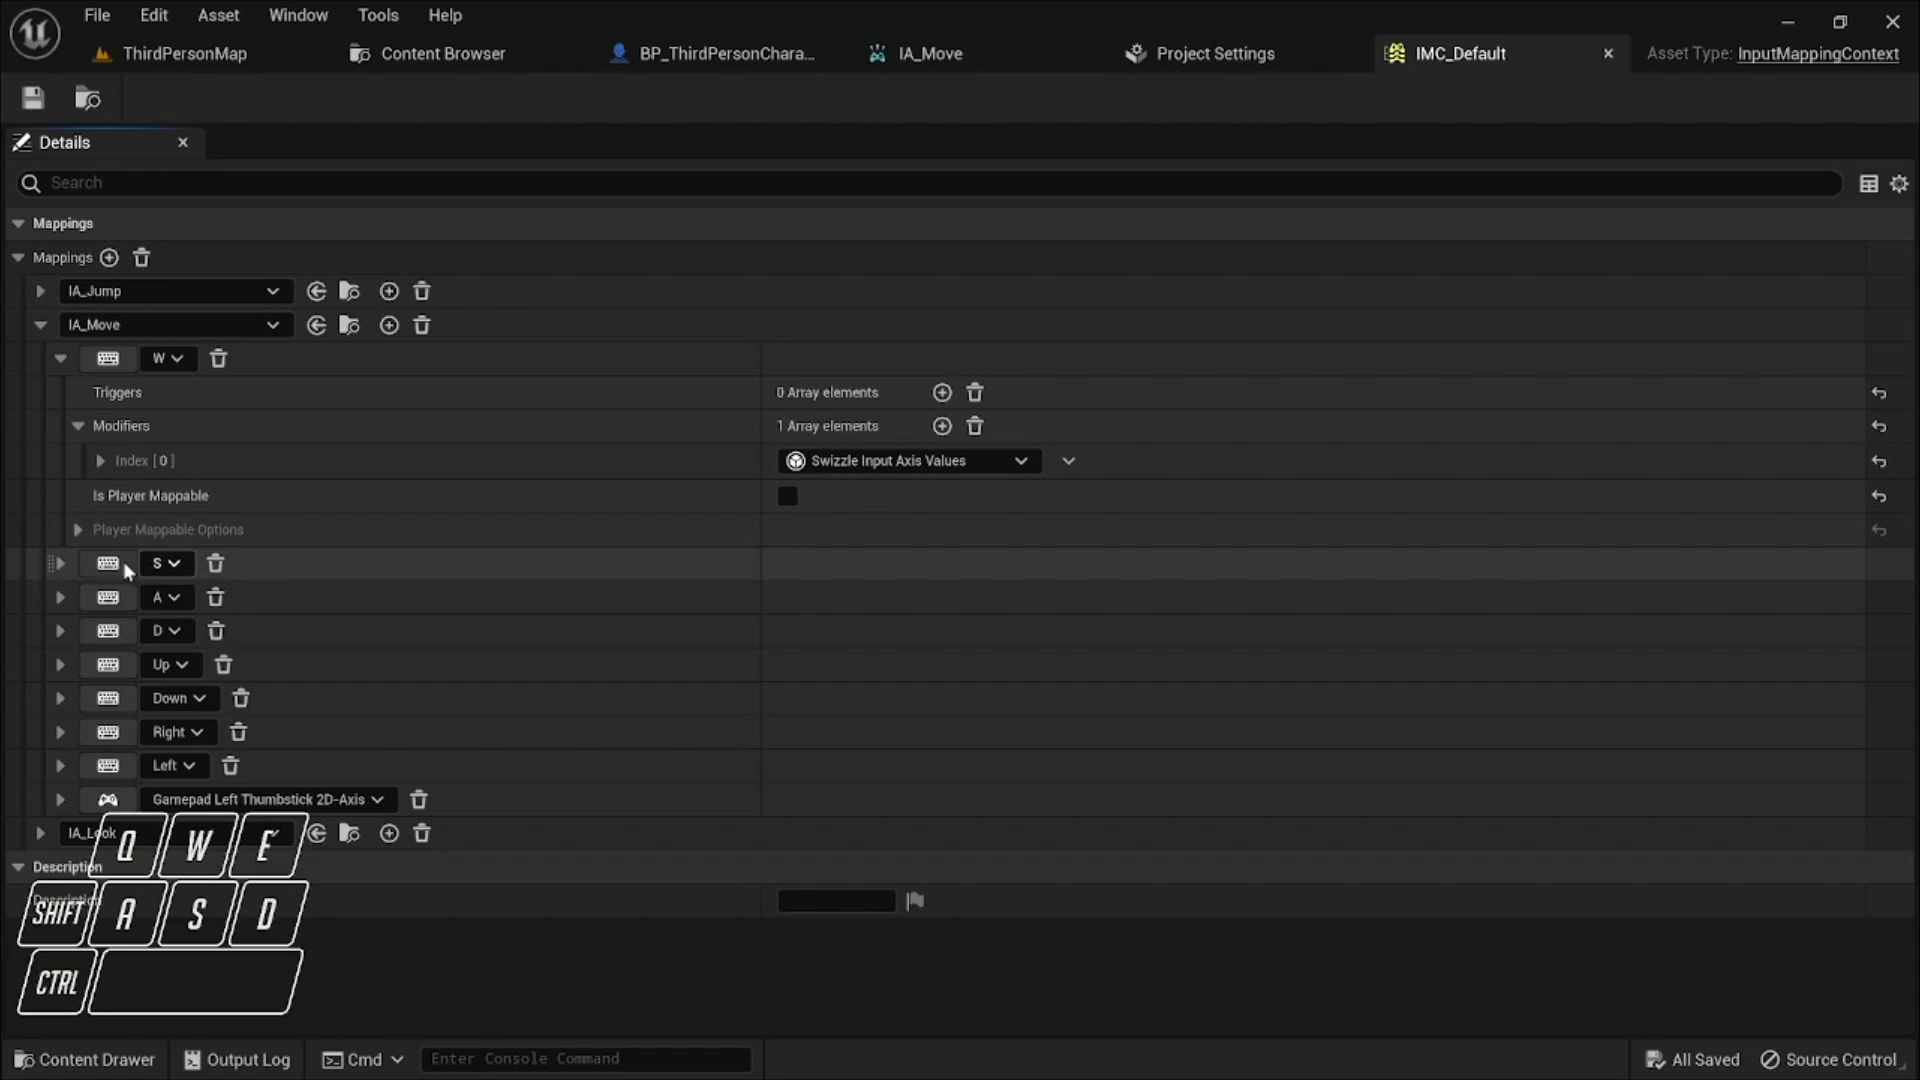 File Edit Asset Window Tools Help
ThirdPersonMap Content Browser BP_ThirdPersonChara... IA_Move Project Settings IMC_Default Asset Type: InputMappingContext
Details
Search
Mappings
Mappings
IA_Jump
IA_Move
W
Triggers 0 Array elements
Modifiers 1 Array elements
Index [ 0 ] Swizzle Input Axis Values
Is Player Mappable
Player Mappable Options
S
A
D
Up
Down
Right
Left
Gamepad Left Thumbstick 2D-Axis
IA_Look
Q W E
Description
Description
SHIFT A S D
CTRL
Content Drawer Output Log Cmd Enter Console Command All Saved Source Control